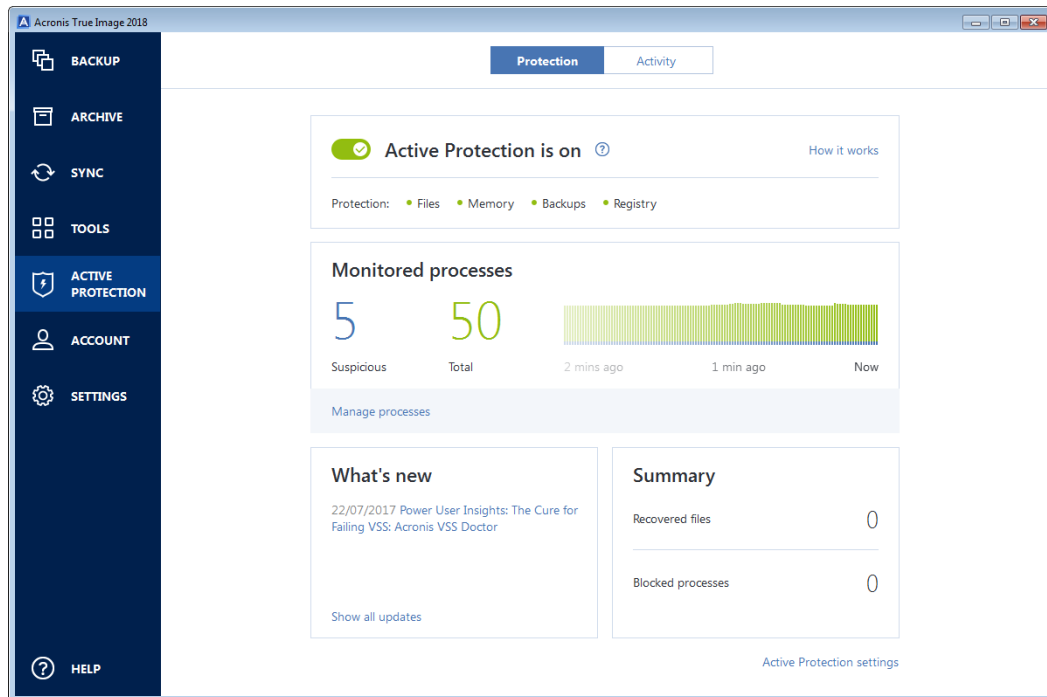 Acronis True Image 2018
BACKUP
ARCHIVE
SYNC
TOOLS
ACTIVE
PROTECTION
ACCOUNT
SETTINGS
HELP
Protection
Activity
Active Protection is on ?
How it works
Protection: • Files • Memory • Backups • Registry
Monitored processes
5
50
Suspicious
Total
2 mins ago
1 min ago
Now
Manage processes
What's new
22/07/2017 Power User Insights: The Cure for
Failing VSS: Acronis VSS Doctor
Show all updates
Summary
Recovered files 0
Blocked processes 0
Active Protection settings